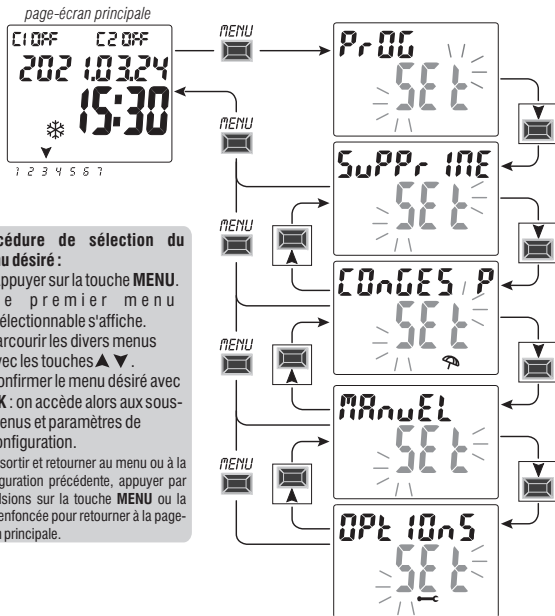 page-écran principale
C1 OFF C2 OFF
2021.03.24
15:30
1 2 3 4 5 6 7
MENU
PrOG
SEt
MENU
SuPPrIME
SEt
MENU
COnGES P
SEt
MENU
MAnuEL
SEt
MENU
OPtIOnS
SEt
cédure de sélection du
u désiré :
ppuyer sur la touche MENU.
e premier menu
électionnable s'affiche.
arcourir les divers menus
vec les touches ▲ ▼ .
onfirmer le menu désiré avec
K : on accède alors aux sous-
enus et paramètres de
onfiguration.
sortir et retourner au menu ou à la
guration précédente, appuyer par
lsions sur la touche MENU ou la
enfoncée pour retourner à la page-
n principale.